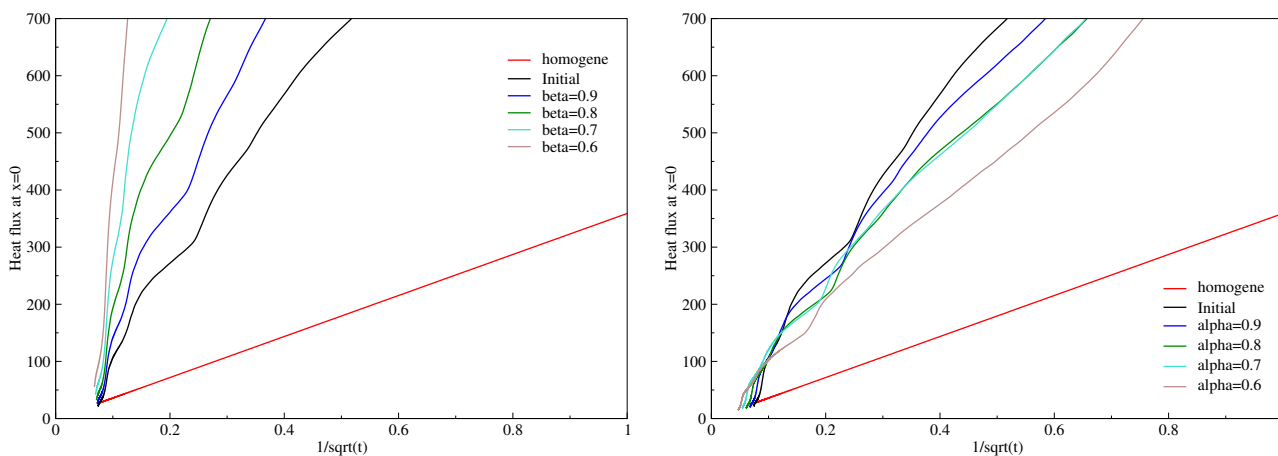 700
600
500
400
300
200
100
0
Heat flux at x=0
0
0.2
0.4
0.6
0.8
1
1/sqrt(t)
homogene
Initial
beta=0.9
beta=0.8
beta=0.7
beta=0.6
700
600
500
400
300
200
100
0
Heat flux at x=0
0
0.2
0.4
0.6
0.8
1/sqrt(t)
homogene
Initial
alpha=0.9
alpha=0.8
alpha=0.7
alpha=0.6